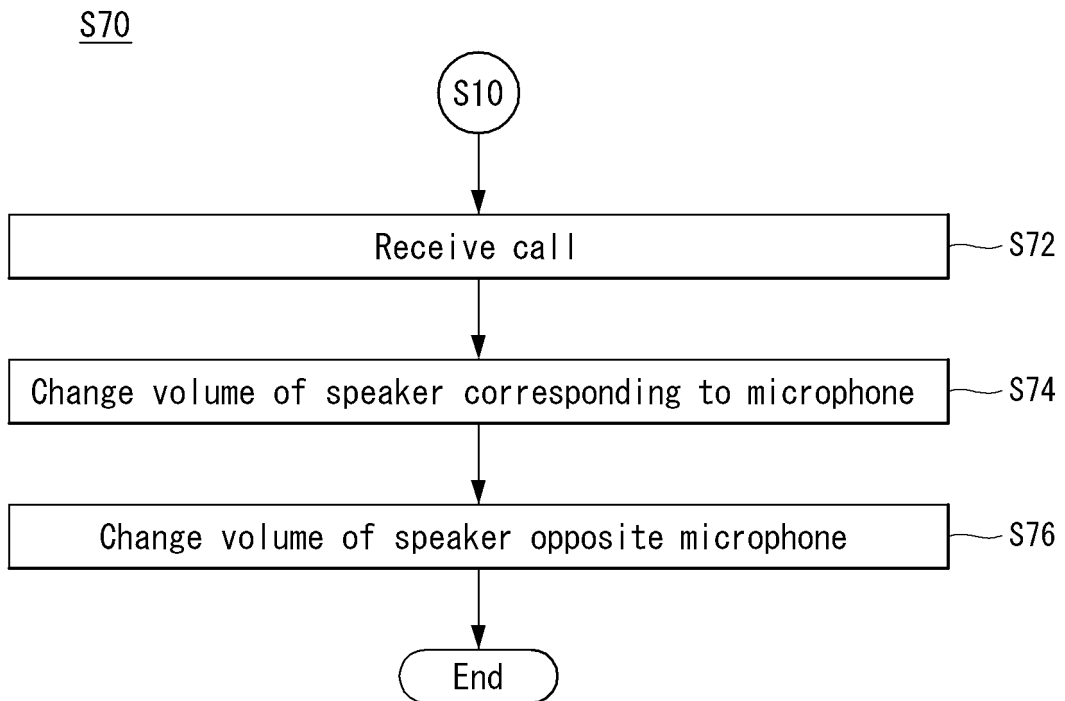 S70
S10
Receive call
S72
Change volume of speaker corresponding to microphone
S74
Change volume of speaker opposite microphone
S76
End